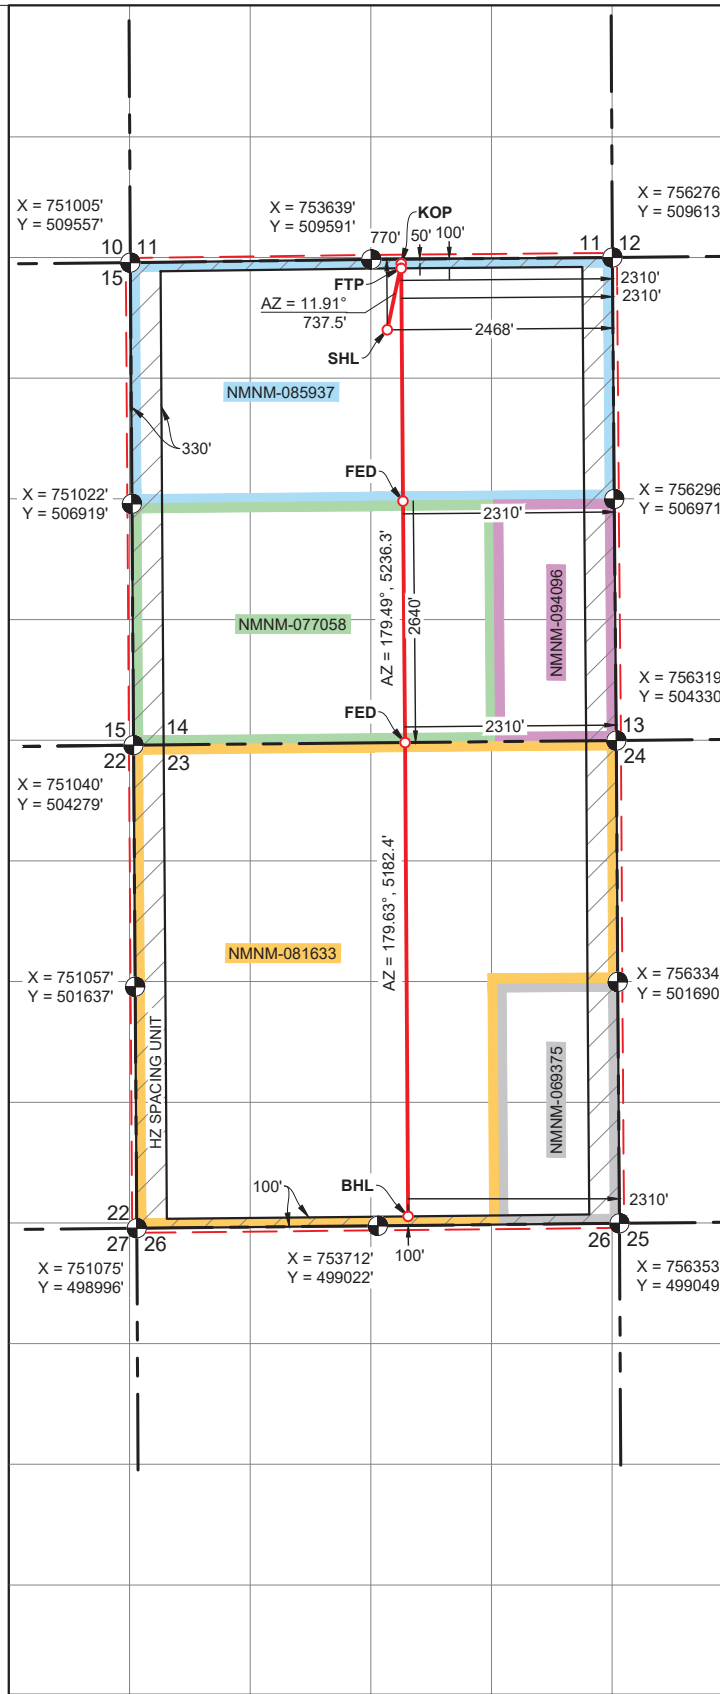 X = 751005'
Y = 509557'
X = 753639'
Y = 509591'
KOP
X = 756276
Y = 509613
770'
50'
100'
10
11
11
12
15
FTP
2310'
2310'
AZ = 11.91°
737.5'
2468'
SHL
NMNM-085937
330'
FED
X = 751022'
Y = 506919'
X = 756296
Y = 506971
2310'
AZ = 179.49°, 5236.3'
2640'
NMNM-094096
NMNM-077058
X = 756319
Y = 504330
FED
2310'
15
14
13
22
23
24
X = 751040'
Y = 504279'
AZ = 179.63°, 5182.4'
NMNM-081633
X = 751057'
Y = 501637'
X = 756334
Y = 501690
HZ SPACING UNIT
NMNM-069375
100'
BHL
2310'
22
27
26
26
25
X = 753712'
Y = 499022'
100'
X = 751075'
Y = 498996'
X = 756353
Y = 499049